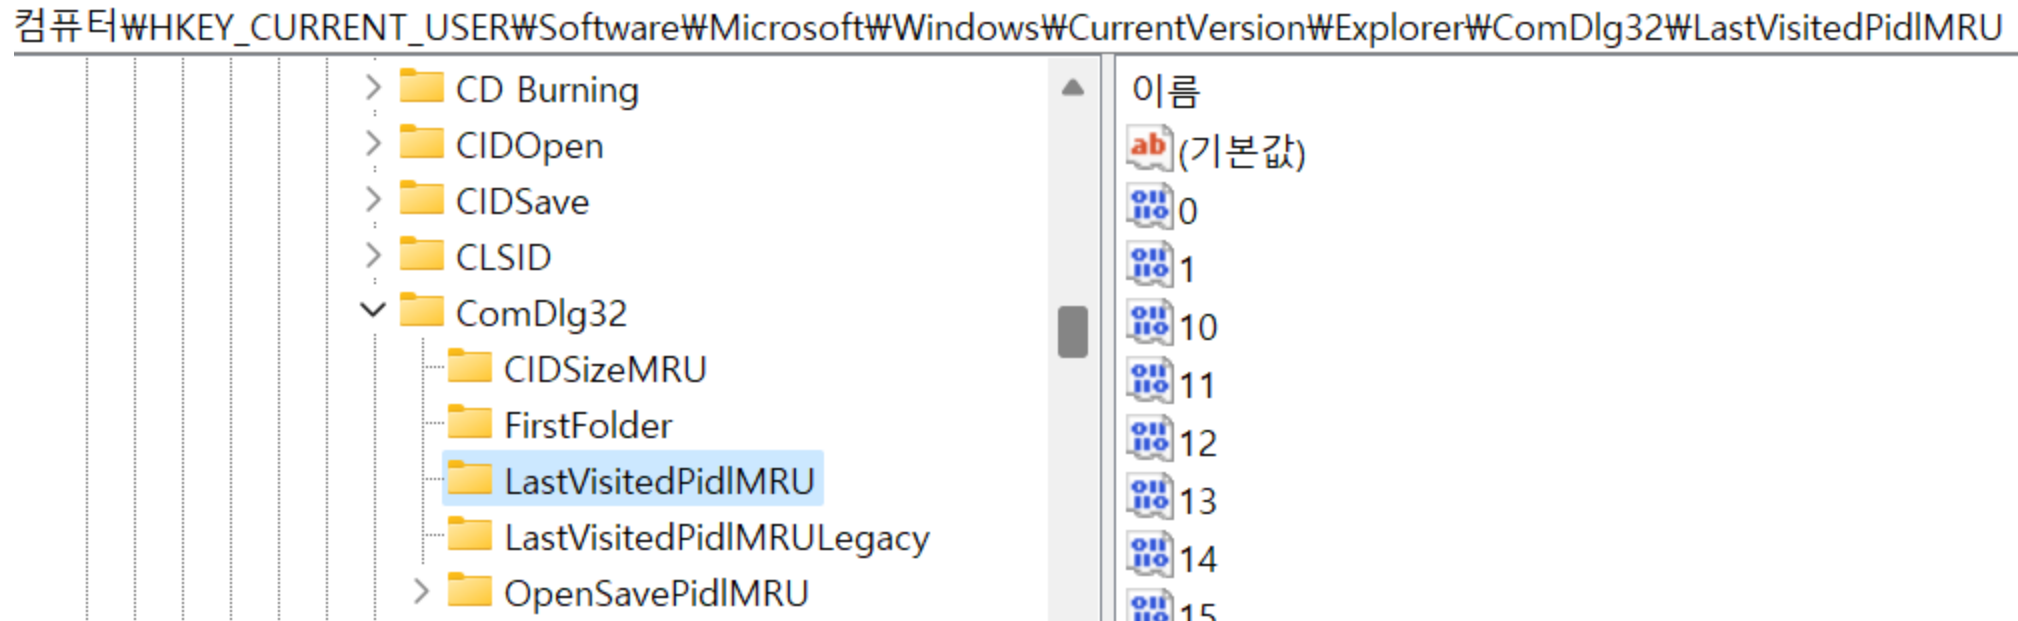 컴퓨터₩HKEY_CURRENT_USER₩Software₩Microsoft₩Windows₩CurrentVersion₩Explorer₩ComDlg32₩LastVisitedPidlMRU
CD Burning
CIDOpen
CIDSave
CLSID
ComDlg32
CIDSizeMRU
FirstFolder
LastVisitedPidlMRU
LastVisitedPidlMRULegacy
OpenSavePidlMRU
이름
(기본값)
0
1
10
11
12
13
14
15